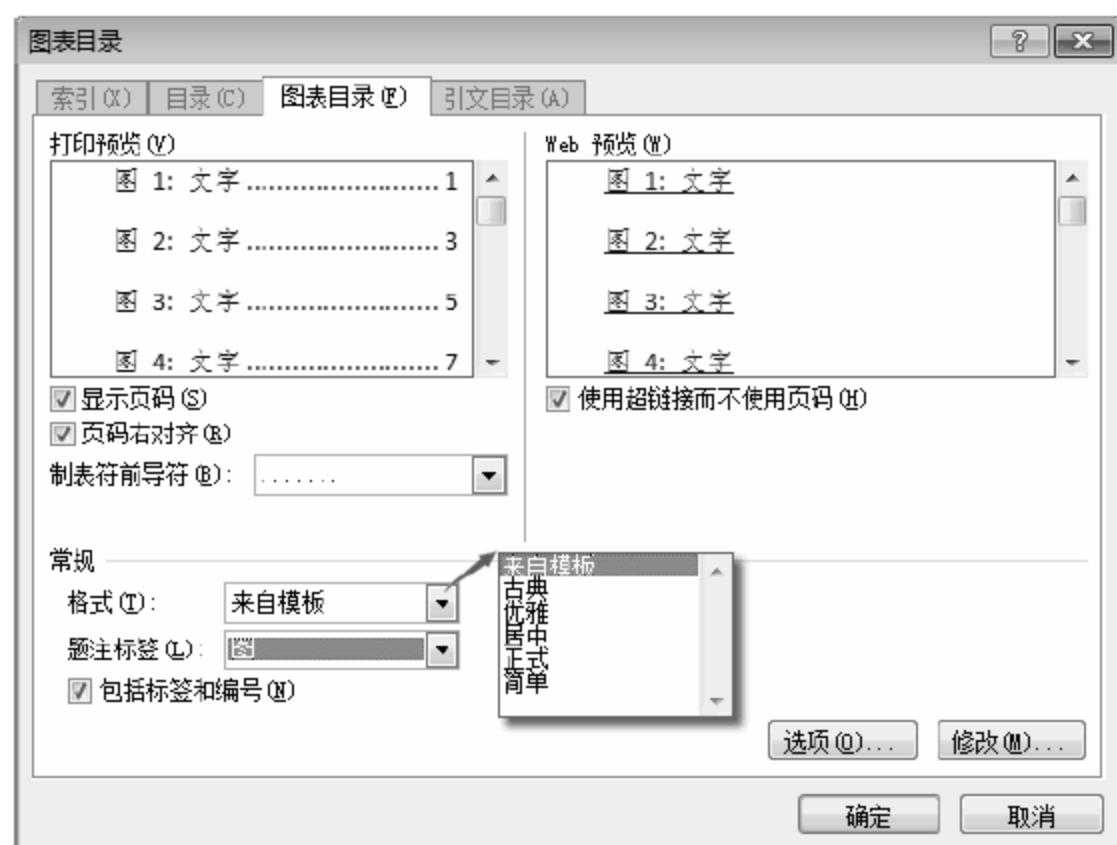 图表目录
索引(X) 目录(C) 图表目录(F) 引文目录(A)
打印预览(V)
图 1: 文字..........................1
图 2: 文字..........................3
图 3: 文字..........................5
图 4: 文字..........................7
显示页码(S)
页码右对齐(R)
制表符前导符(B): .......
Web 预览(W)
图 1: 文字
图 2: 文字
图 3: 文字
图 4: 文字
使用超链接而不使用页码(H)
常规
格式(T): 来自模板
题注标签(L): 图
包括标签和编号(N)
来自模板
古典
优雅
居中
正式
简单
选项(O)... 修改(M)...
确定 取消